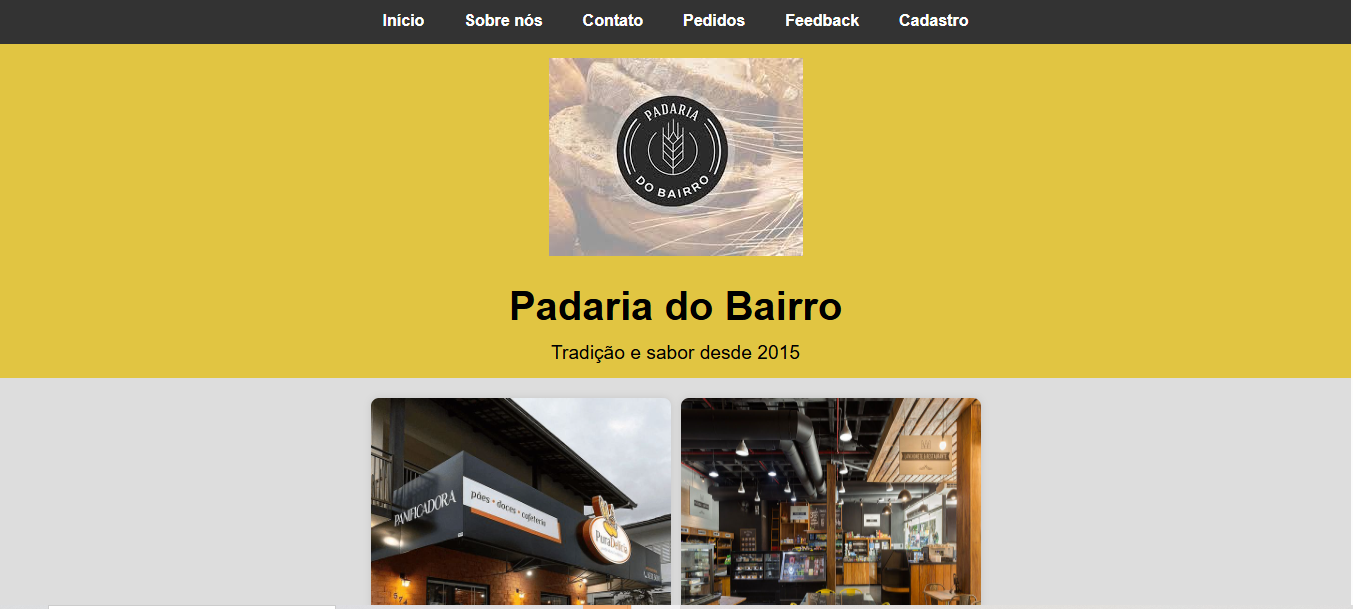 Início Sobre nós Contato Pedidos Feedback Cadastro
PADARIA
DO BAIRRO
Padaria do Bairro
Tradição e sabor desde 2015
PANIFICADORA
pães • doces • cafeteria
PuraDelícia